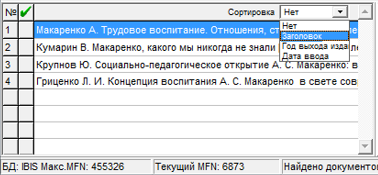 № Сортировка Нет
Нет
Заголовок
Год выхода изда
Дата ввода
1 Макаренко А. Трудовое воспитание. Отношения, ст
2 Кумарин В. Макаренко, какого мы никогда не знали
3 Крупнов Ю. Социально-педагогическое открытие А. С. Макаренко: в
4 Гриценко Л. И. Концепция воспитания А. С. Макаренко в свете сов
БД: IBIS Макс.MFN: 455326 Текущий MFN: 6873 Найдено документов